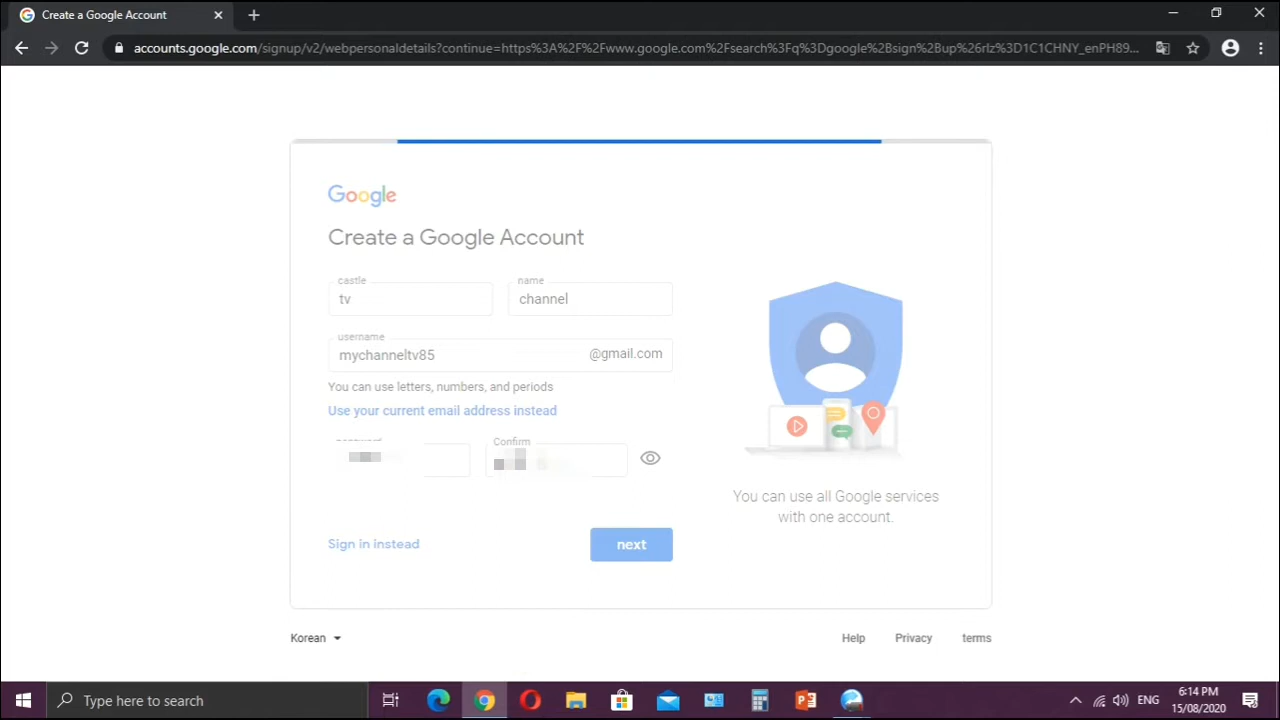 Create a Google Account
accounts.google.com/signup/v2/webpersonaldetails?continue=https%3A%2F%2Fwww.google.com%2Fsearch%3Fq%3Dgoogle%2Bsign%2Bup%26rlz%3D1C1CHNY_enPH89...
Google
Create a Google Account
castle
name
tv
channel
username
mychanneltv85
@gmail.com
You can use letters, numbers, and periods
Use your current email address instead
Confirm
You can use all Google services
with one account.
Sign in instead
next
Korean
Help
Privacy
terms
Type here to search
ENG
6:14 PM
15/08/2020